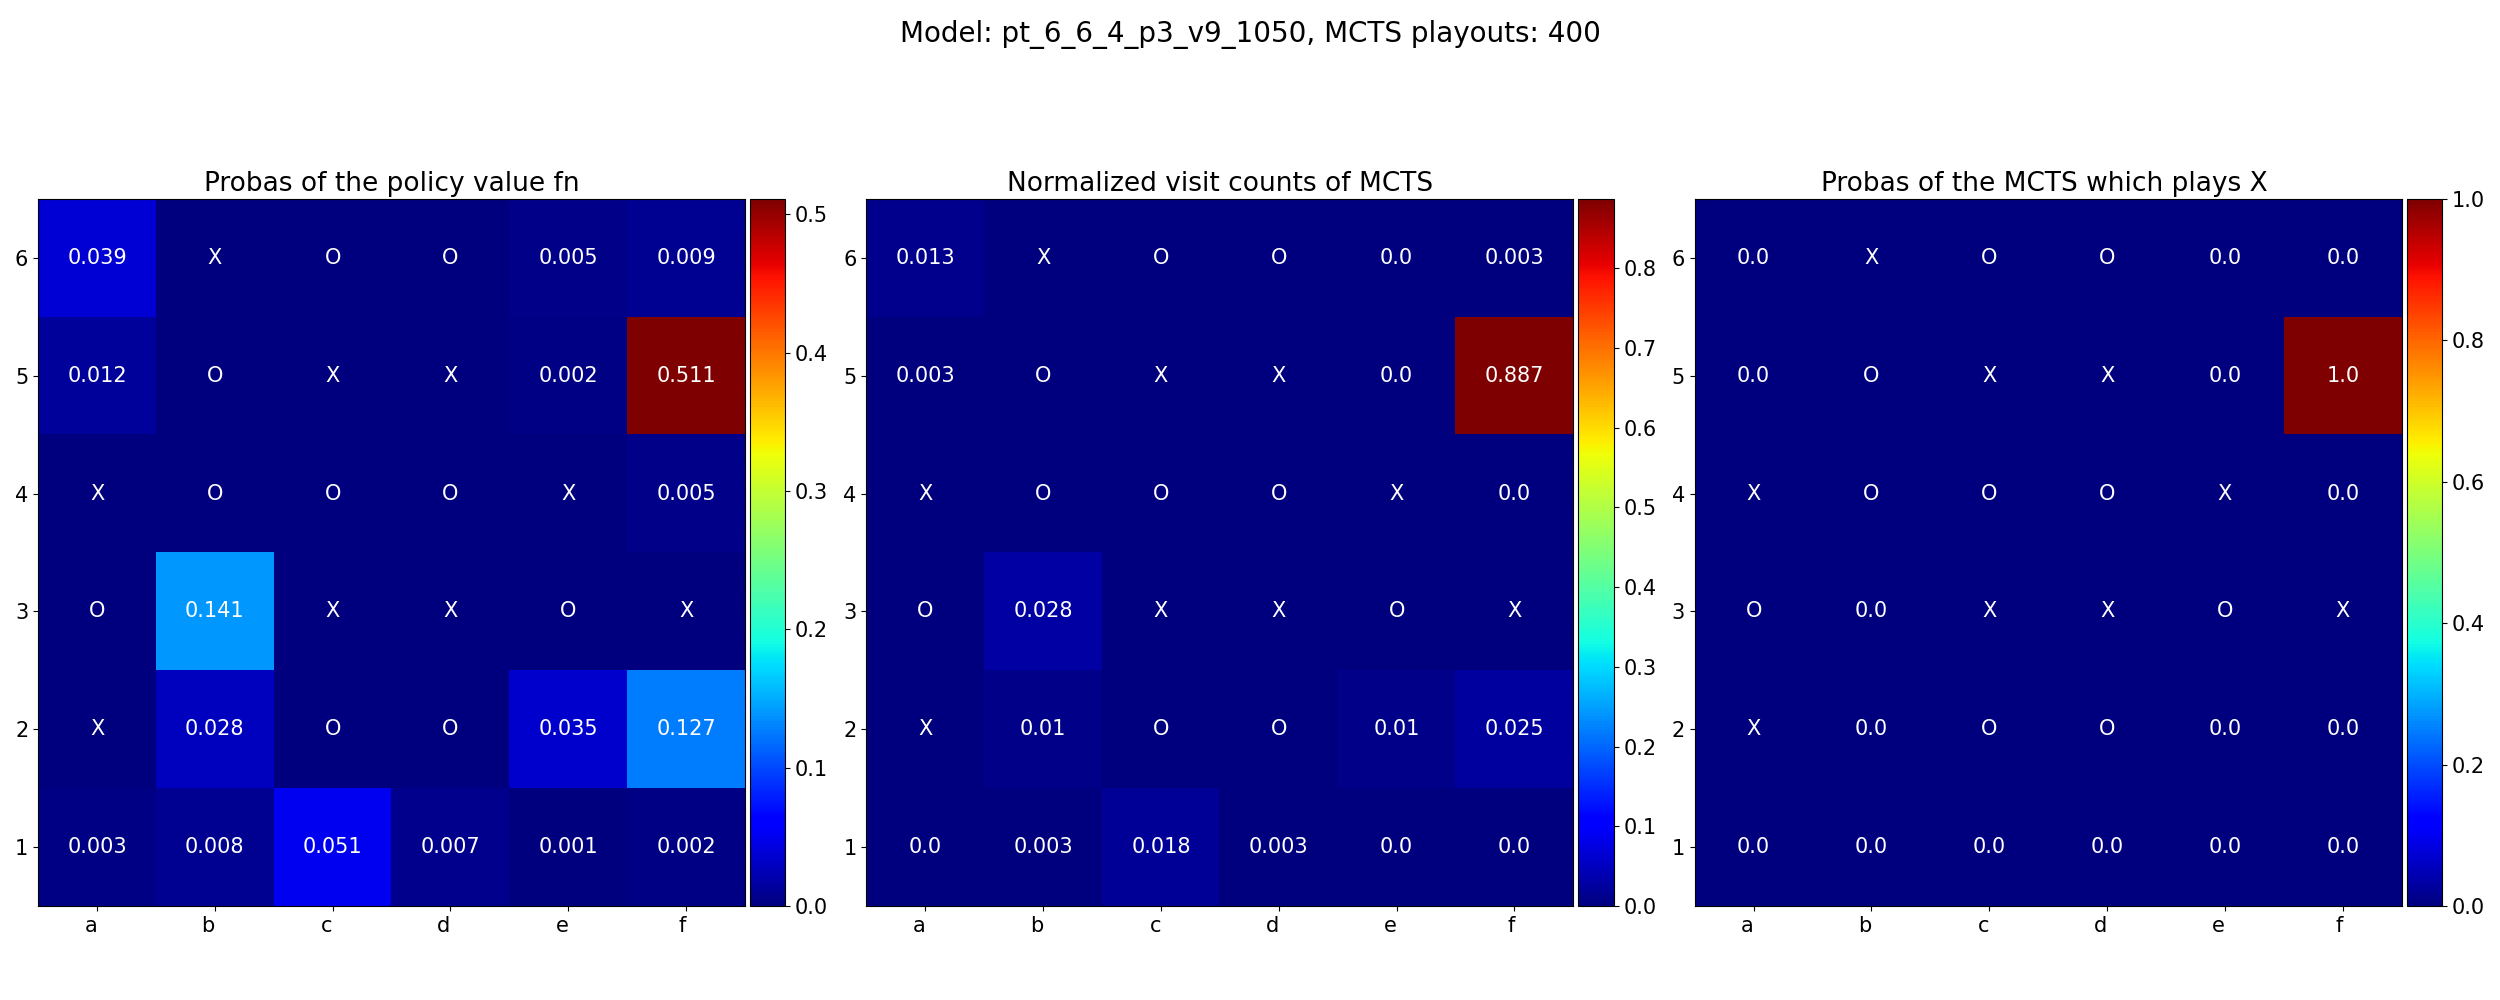 Model: pt_6_6_4_p3_v9_1050, MCTS playouts: 400
Probas of the policy value fn
6 0.039 X O O 0.005 0.009
5 0.012 O X X 0.002 0.511
4 X O O O X 0.005
3 O 0.141 X X O X
2 X 0.028 O O 0.035 0.127
1 0.003 0.008 0.051 0.007 0.001 0.002
a b c d e f
0.5
0.4
0.3
0.2
0.1
0.0
Normalized visit counts of MCTS
6 0.013 X O O 0.0 0.003
5 0.003 O X X 0.0 0.887
4 X O O O X 0.0
3 O 0.028 X X O X
2 X 0.01 O O 0.01 0.025
1 0.0 0.003 0.018 0.003 0.0 0.0
a b c d e f
0.8
0.7
0.6
0.5
0.4
0.3
0.2
0.1
0.0
Probas of the MCTS which plays X
6 0.0 X O O 0.0 0.0
5 0.0 O X X 0.0 1.0
4 X O O O X 0.0
3 O 0.0 X X O X
2 X 0.0 O O 0.0 0.0
1 0.0 0.0 0.0 0.0 0.0 0.0
a b c d e f
1.0
0.8
0.6
0.4
0.2
0.0